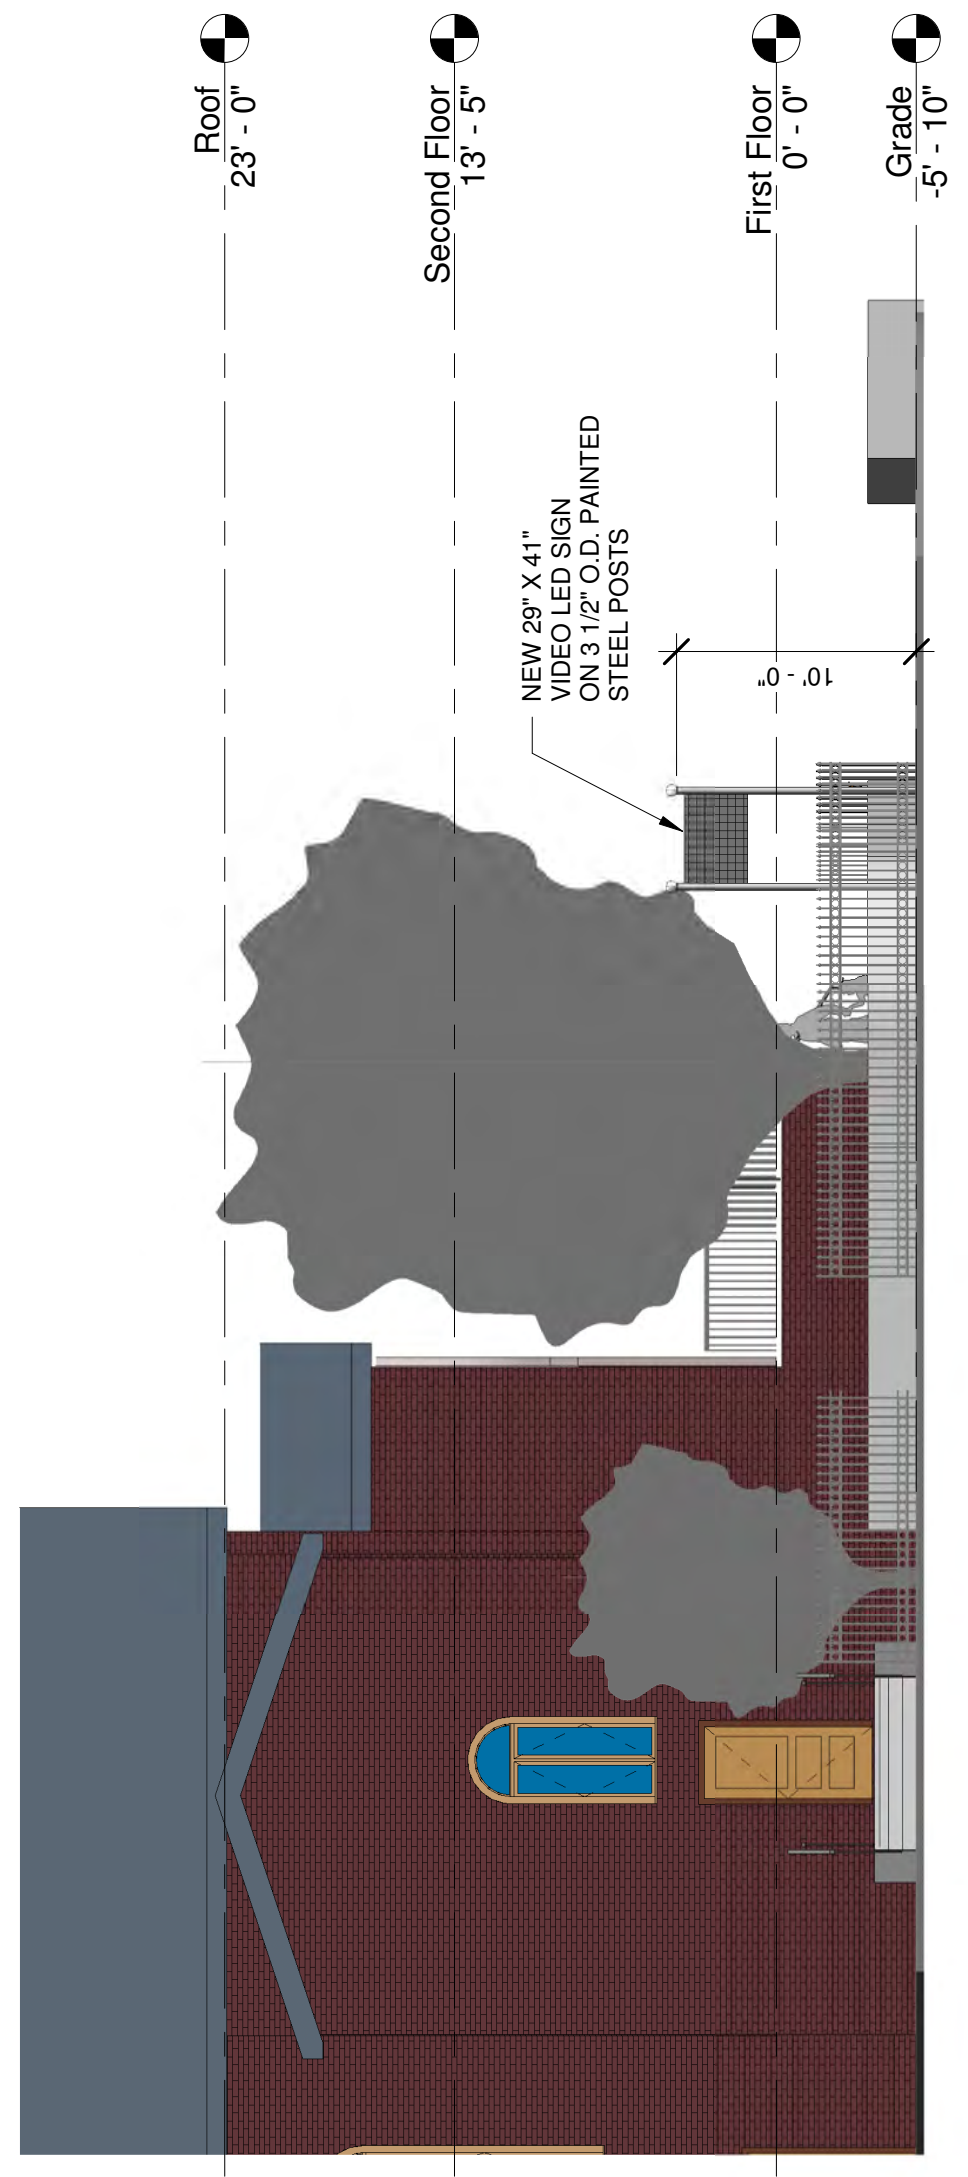 Roof
23' - 0"
Second Floor
13' - 5"
First Floor
0' - 0"
Grade
-5' - 10"
NEW 29" X 41"
VIDEO LED SIGN
ON 3 1/2" O.D. PAINTED
STEEL POSTS
10' - 0"